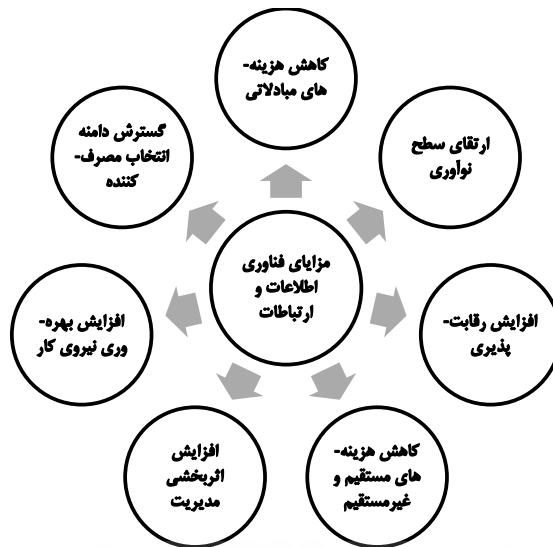 کاهش هزینه-
های مبادلاتی
ارتقای سطح
نوآوری
گسترش دامنه
انتخاب مصرف-
کننده
مزایای فناوری
اطلاعات و
ارتباطات
افزایش رقابت-
پذیری
افزایش بهره-
وری نیروی کار
کاهش هزینه-
های مستقیم و
غیرمستقیم
افزایش
اثربخشی
مدیریت